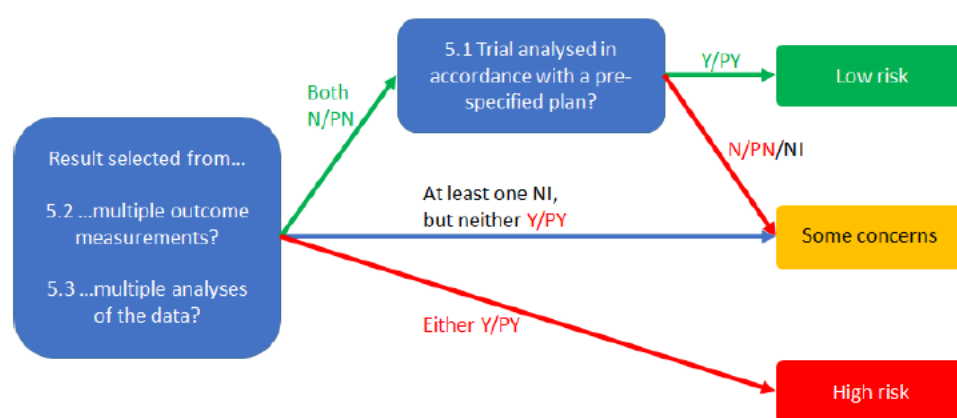 5.1 Trial analysed in
accordance with a pre-
specified plan?
Y/PY
Low risk
Both
N/PN
Result selected from...
5.2 ...multiple outcome
measurements?
5.3 ...multiple analyses
of the data?
N/PN/NI
At least one NI,
but neither Y/PY
Some concerns
Either Y/PY
High risk